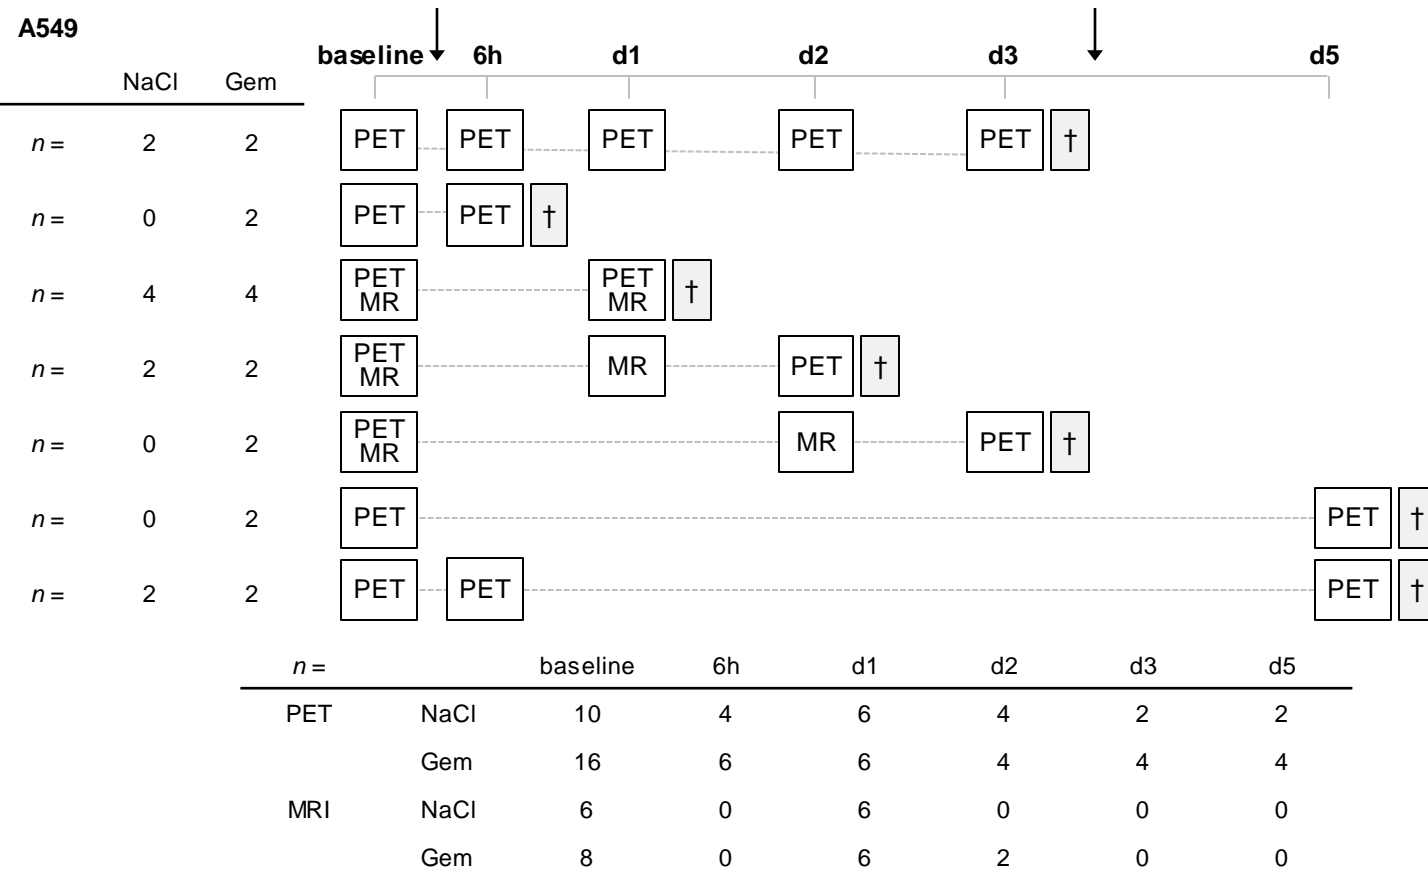 A549
baseline 6h d1 d2 d3 d5
NaCl Gem
n = 2 2 PET PET PET PET PET †
n = 0 2 PET PET †
n = 4 4 PET MR PET MR †
n = 2 2 PET MR MR PET †
n = 0 2 PET MR MR PET †
n = 0 2 PET PET †
n = 2 2 PET PET PET †
n = baseline 6h d1 d2 d3 d5
PET NaCl 10 4 6 4 2 2
Gem 16 6 6 4 4 4
MRI NaCl 6 0 6 0 0 0
Gem 8 0 6 2 0 0